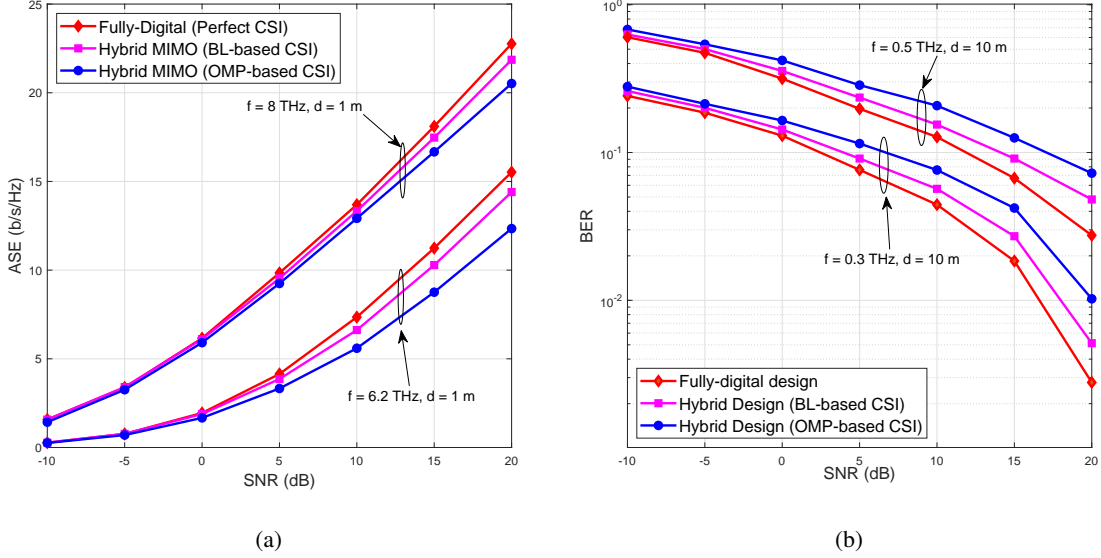 25
20
15
10
5
0
ASE (b/s/Hz)
Fully-Digital (Perfect CSI)
Hybrid MIMO (BL-based CSI)
Hybrid MIMO (OMP-based CSI)
f = 8 THz, d = 1 m
f = 6.2 THz, d = 1 m
-10 -5 0 5 10 15 20
SNR (dB)
(a)
10^0
10^-1
10^-2
BER
f = 0.5 THz, d = 10 m
f = 0.3 THz, d = 10 m
Fully-digital design
Hybrid Design (BL-based CSI)
Hybrid Design (OMP-based CSI)
-10 -5 0 5 10 15 20
SNR (dB)
(b)